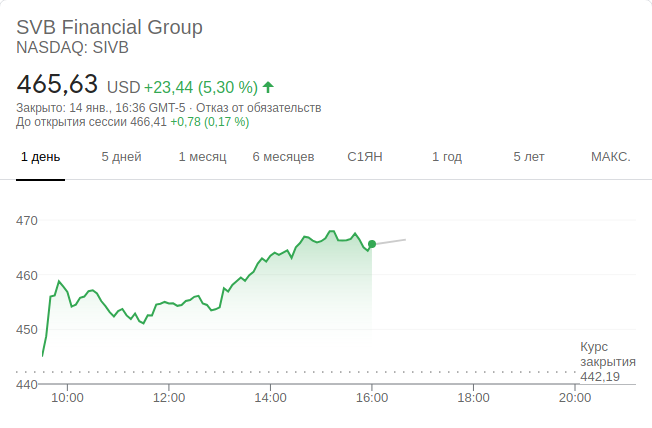 SVB Financial Group
NASDAQ: SIVB
465,63 USD +23,44 (5,30 %) ↑
Закрыто: 14 янв., 16:36 GMT-5 · Отказ от обязательств
До открытия сессии 466,41 +0,78 (0,17 %)
1 день 5 дней 1 месяц 6 месяцев С1ЯН 1 год 5 лет МАКС.
470
460
450
Курс
закрытия
442,19
440
10:00 12:00 14:00 16:00 18:00 20:00